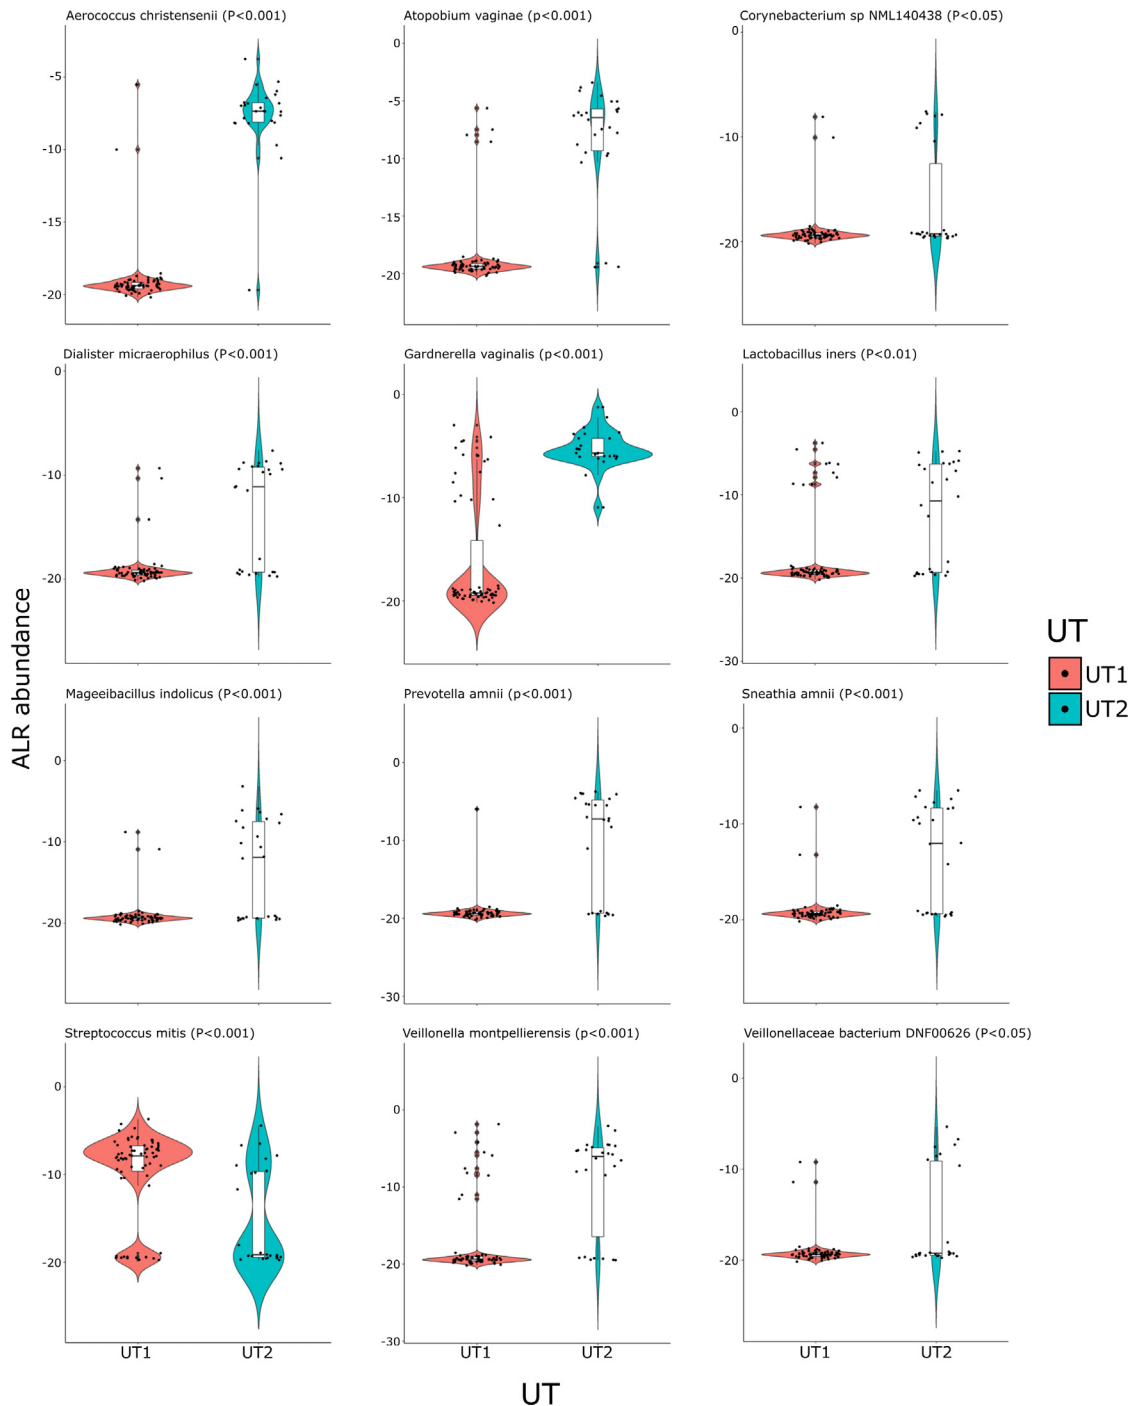 Aerococcus christensenii (P<0.001)
Atopobium vaginae (p<0.001)
Corynebacterium sp NML140438 (P<0.05)
-5
-10
-15
-20
0
-5
-10
-15
-20
0
-10
-20
Dialister micraerophilus (P<0.001)
Gardnerella vaginalis (p<0.001)
Lactobacillus iners (P<0.01)
0
-10
-20
0
-10
-20
0
-10
-20
-30
ALR abundance
UT
UT1
UT2
Mageeibacillus indolicus (P<0.001)
Prevotella amnii (p<0.001)
Sneathia amnii (P<0.001)
0
-10
-20
0
-10
-20
-30
0
-10
-20
Streptococcus mitis (P<0.001)
Veillonella montpellierensis (p<0.001)
Veillonellaceae bacterium DNF00626 (P<0.05)
0
-10
-20
0
-10
-20
-30
0
-10
-20
UT1
UT2
UT1
UT2
UT1
UT2
UT